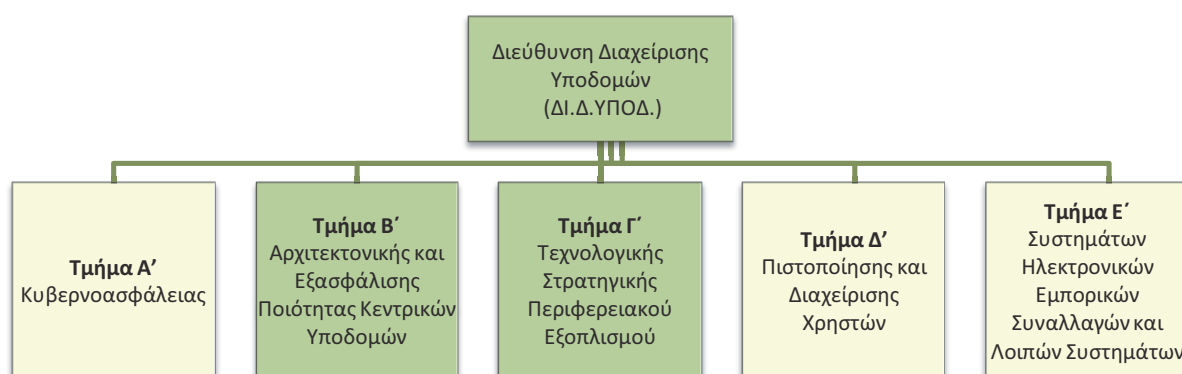 Διεύθυνση Διαχείρισης
Υποδομών
(ΔΙ.Δ.ΥΠΟΔ.)
Τμήμα Α’
Κυβερνοασφάλειας
Τμήμα Β΄
Αρχιτεκτονικής και
Εξασφάλισης
Ποιότητας Κεντρικών
Υποδομών
Τμήμα Γ΄
Τεχνολογικής
Στρατηγικής
Περιφερειακού
Εξοπλισμού
Τμήμα Δ’
Πιστοποίησης και
Διαχείρισης
Χρηστών
Τμήμα Ε΄
Συστημάτων
Ηλεκτρονικών
Εμπορικών
Συναλλαγών και
Λοιπών Συστημάτων